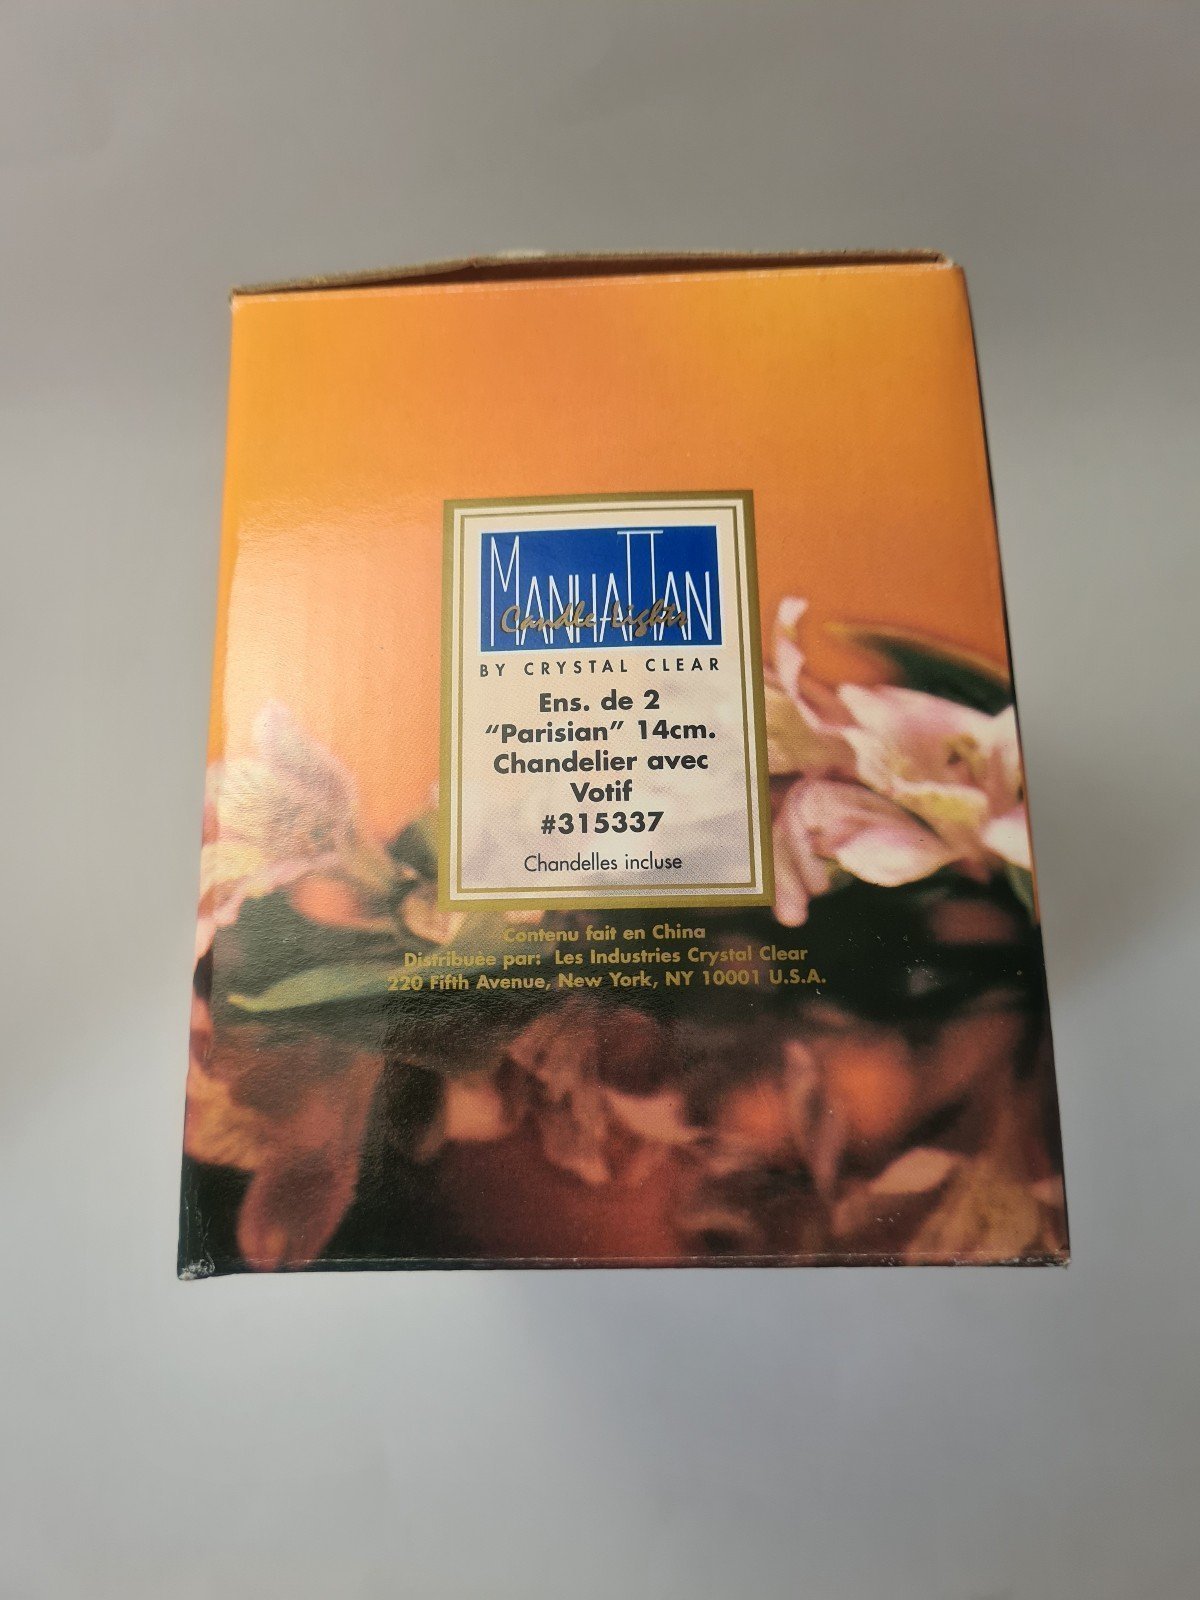 MANHATTAN
Candle-Lights
BY CRYSTAL CLEAR
Ens. de 2
“Parisian” 14cm.
Chandelier avec
Votif
#315337
Chandelles incluse
Contenu fait en China
Distribuée par: Les Industries Crystal Clear
220 Fifth Avenue, New York, NY 10001 U.S.A.